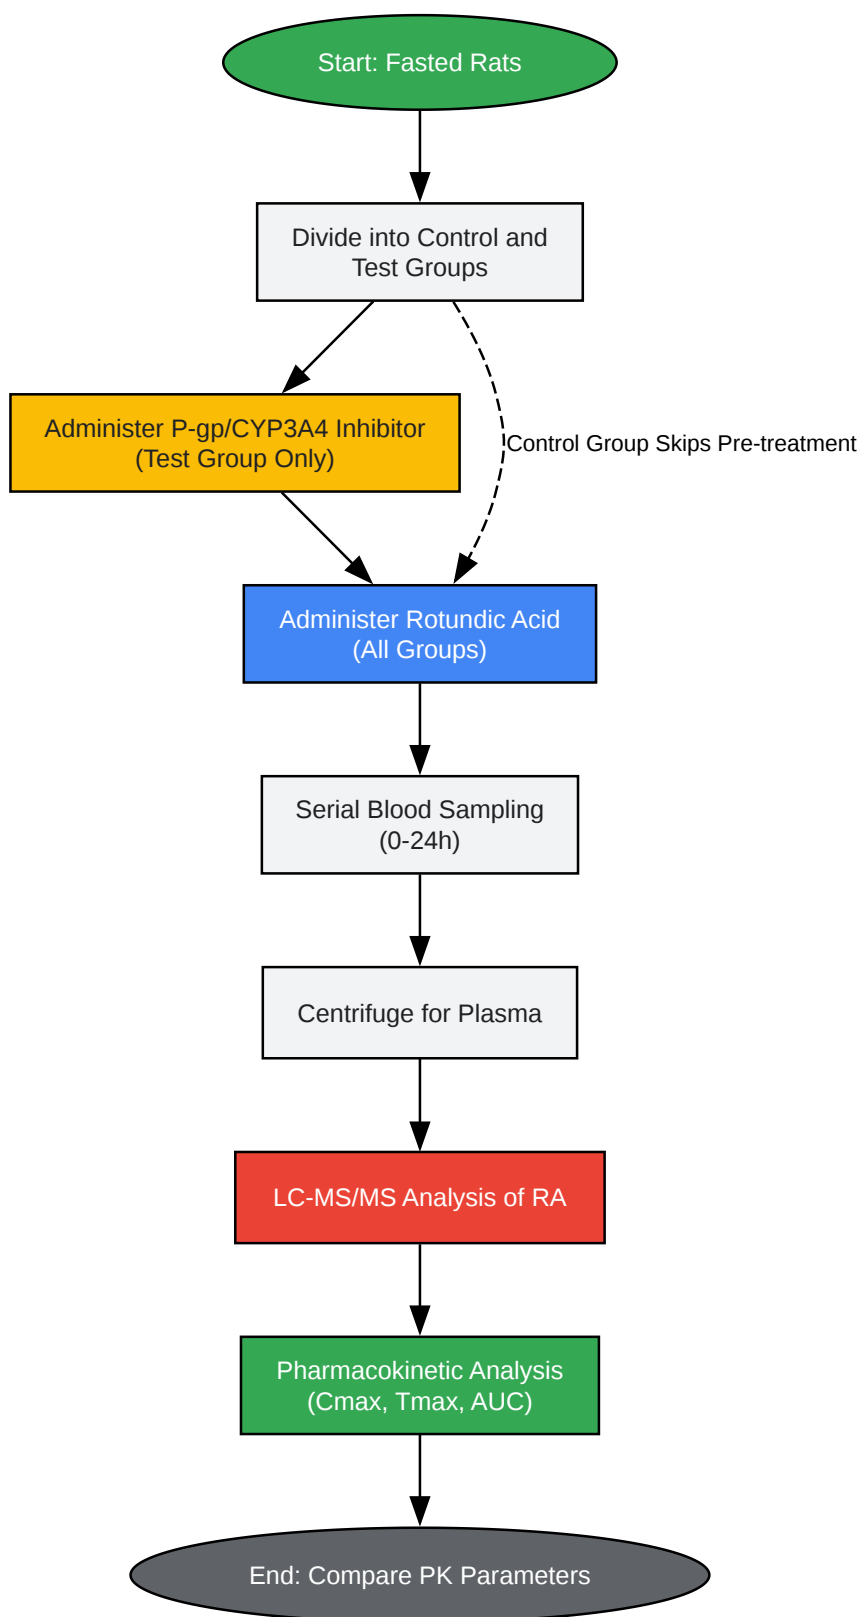 Start: Fasted Rats
Divide into Control and
Test Groups
Administer P-gp/CYP3A4 Inhibitor
(Test Group Only)
Control Group Skips Pre-treatment
Administer Rotundic Acid
(All Groups)
Serial Blood Sampling
(0-24h)
Centrifuge for Plasma
LC-MS/MS Analysis of RA
Pharmacokinetic Analysis
(Cmax, Tmax, AUC)
End: Compare PK Parameters